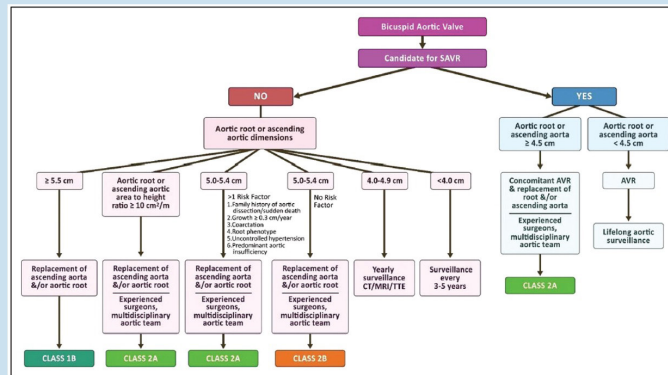 Bicuspid Aortic Valve
Candidate for SAVR
NO
YES
Aortic root or ascending
aortic dimensions
Aortic root or
ascending aorta
≥ 4.5 cm
Aortic root or
ascending aorta
< 4.5 cm
≥ 5.5 cm
Aortic root or
ascending aortic
area to height
ratio ≥ 10 cm²/m
5.0-5.4 cm
>1 Risk Factor
1.Family history of aortic
dissection/sudden death
2.Growth ≥ 0.3 cm/year
3.Coarctation
4.Root phenotype
5.Uncontrolled hypertension
6.Predominant aortic
insufficiency
5.0-5.4 cm
No Risk
Factor
4.0-4.9 cm
<4.0 cm
Concomitant AVR
& replacement of
root &/or
ascending aorta
Experienced
surgeons,
multidisciplinary
aortic team
AVR
Lifelong aortic
surveillance
Replacement of
ascending aorta
&/or aortic root
Replacement of
ascending aorta
&/or aortic root
Experienced surgeons,
multidisciplinary
aortic team
Replacement of
ascending aorta
&/or aortic root
Experienced surgeons,
multidisciplinary
aortic team
Replacement of
ascending aorta
&/or aortic root
Experienced surgeons,
multidisciplinary
aortic team
Yearly
surveillance
CT/MRI/TTE
Surveillance
every
3-5 years
CLASS 2A
CLASS 1B
CLASS 2A
CLASS 2A
CLASS 2B